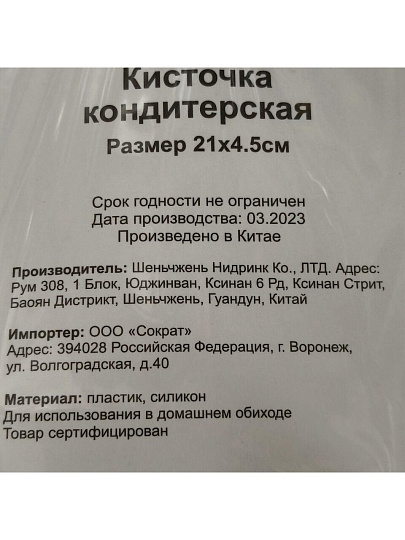 Кисточка
кондитерская
Размер 21х4.5см
Срок годности не ограничен
Дата производства: 03.2023
Произведено в Китае
Производитель: Шеньчжень Нидринк Ко., ЛТД. Адрес:
Рум 308, 1 Блок, Юджинван, Ксинан 6 Рд, Ксинан Стрит,
Баоян Дистрикт, Шеньчжень, Гуандун, Китай
Импортер: ООО «Сократ»
Адрес: 394028 Российская Федерация, г. Воронеж,
ул. Волгоградская, д.40
Материал: пластик, силикон
Для использования в домашнем обиходе
Товар сертифицирован